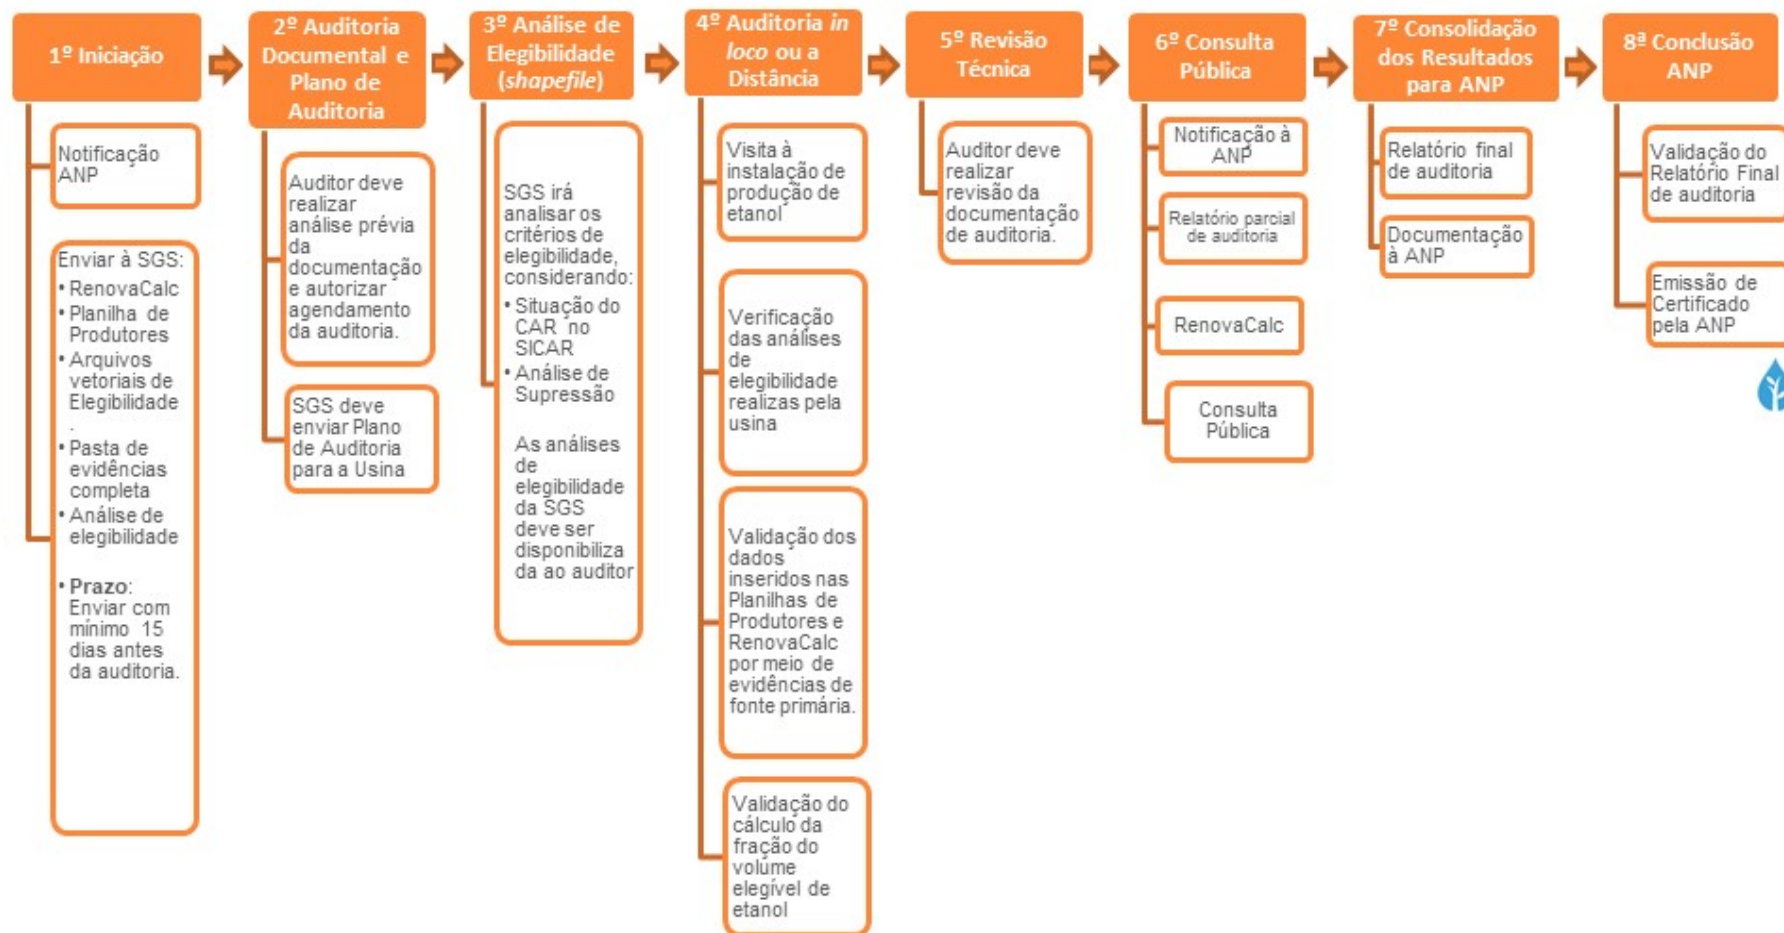 1º Iniciação
Notificação
ANP
Enviar à SGS:
• RenovaCalc
• Planilha de
Produtores
• Arquivos
vetoriais de
Elegibilidade
.
• Pasta de
evidências
completa
• Análise de
elegibilidade
• Prazo:
Enviar com
mínimo 15
dias antes
da auditoria.
2º Auditoria
Documental e
Plano de
Auditoria
Auditor deve
realizar
análise prévia
da
documentação
e autorizar
agendamento
da auditoria.
SGS deve
enviar Plano
de Auditoria
para a Usina
3º Análise de
Elegibilidade
(shapefile)
SGS irá
analisar os
critérios de
elegibilidade,
considerando:
• Situação do
CAR no
SICAR
• Análise de
Supressão
As análises
de
elegibilidade
da SGS
deve ser
disponibiliza
da ao auditor
4º Auditoria in
loco ou a
Distância
Visita à
instalação de
produção de
etanol
Verificação
das análises
de
elegibilidade
realizas pela
usina
Validação dos
dados
inseridos nas
Planilhas de
Produtores e
RenovaCalc
por meio de
evidências de
fonte primária.
Validação do
cálculo da
fração do
volume
elegível de
etanol
5º Revisão
Técnica
Auditor deve
realizar
revisão da
documentação
de auditoria.
6º Consulta
Pública
Notificação à
ANP
Relatório parcial
de auditoria
RenovaCalc
Consulta
Pública
7º Consolidação
dos Resultados
para ANP
Relatório final
de auditoria
Documentação
à ANP
8ª Conclusão
ANP
Validação do
Relatório Final
de auditoria
Emissão de
Certificado
pela ANP